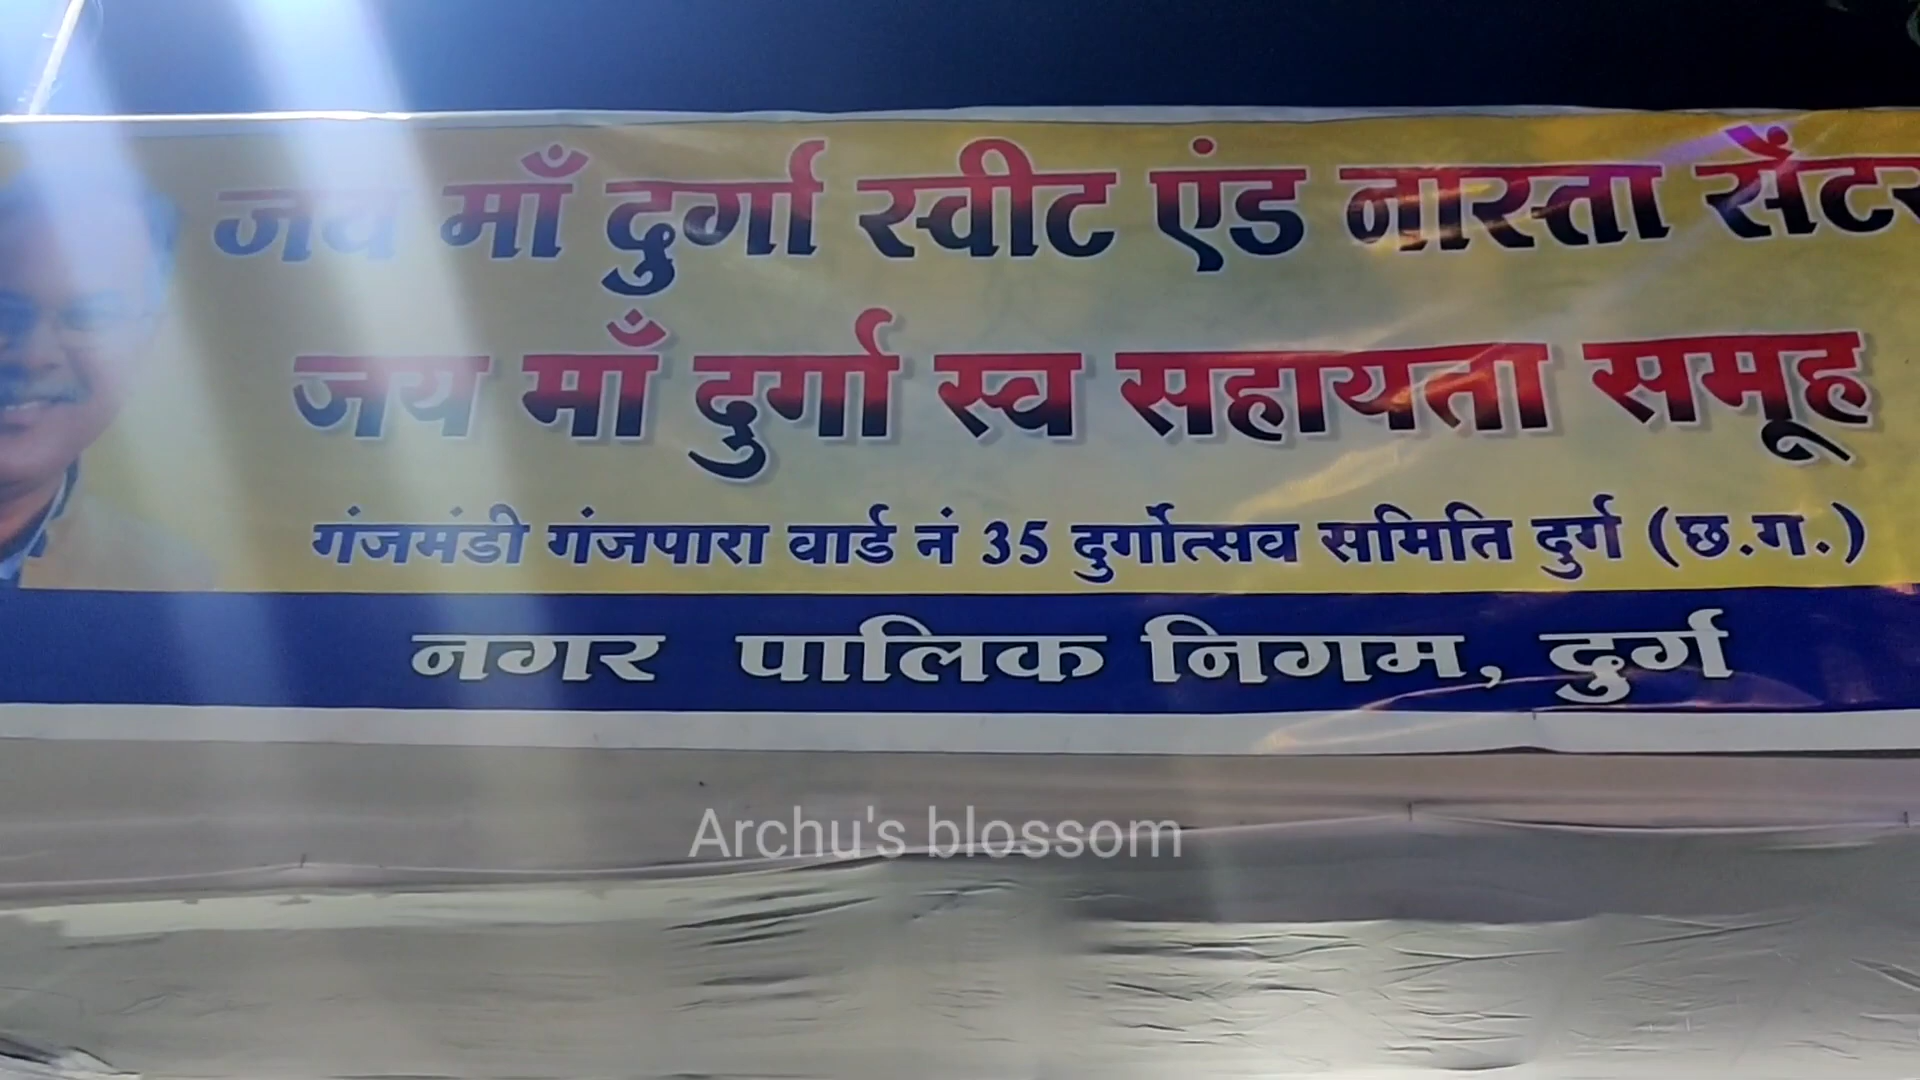 जय माँ दुर्गा स्वीट एंड नास्ता सेंटर
जय माँ दुर्गा स्व सहायता समूह
गंजमंडी गंजपारा वार्ड नं 35 दुर्गोत्सव समिति दुर्ग (छ.ग.)
नगर पालिक निगम, दुर्ग
Archu's blossom